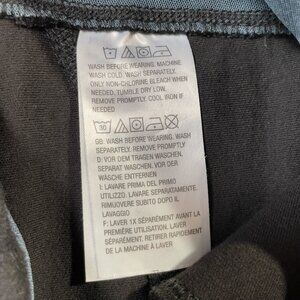 WASH BEFORE WEARING. MACHINE
WASH COLD. WASH SEPARATELY.
ONLY NON-CHLORINE BLEACH WHEN
NEEDED. TUMBLE DRY LOW.
REMOVE PROMPTLY. COOL IRON IF
NEEDED
30
GB: WASH BEFORE WEARING. WASH
SEPARATELY. REMOVE PROMPTLY
D: VOR DEM TRAGEN WASCHEN,
SEPARAT WASCHEN. VOR DER
WÄSCHE ENTFERNEN
I: LAVARE PRIMA DEL PRIMO
UTILIZZO. LAVARE SEPARATAMENTE.
RIMUOVERE SUBITO DOPO IL
LAVAGGIO
F: LAVER 1X SÉPARÉMENT AVANT LA
PREMIÈRE UTILISATION. LAVER
SÉPARÉMENT. RETIRER RAPIDEMENT
DE LA MACHINE À LAVER